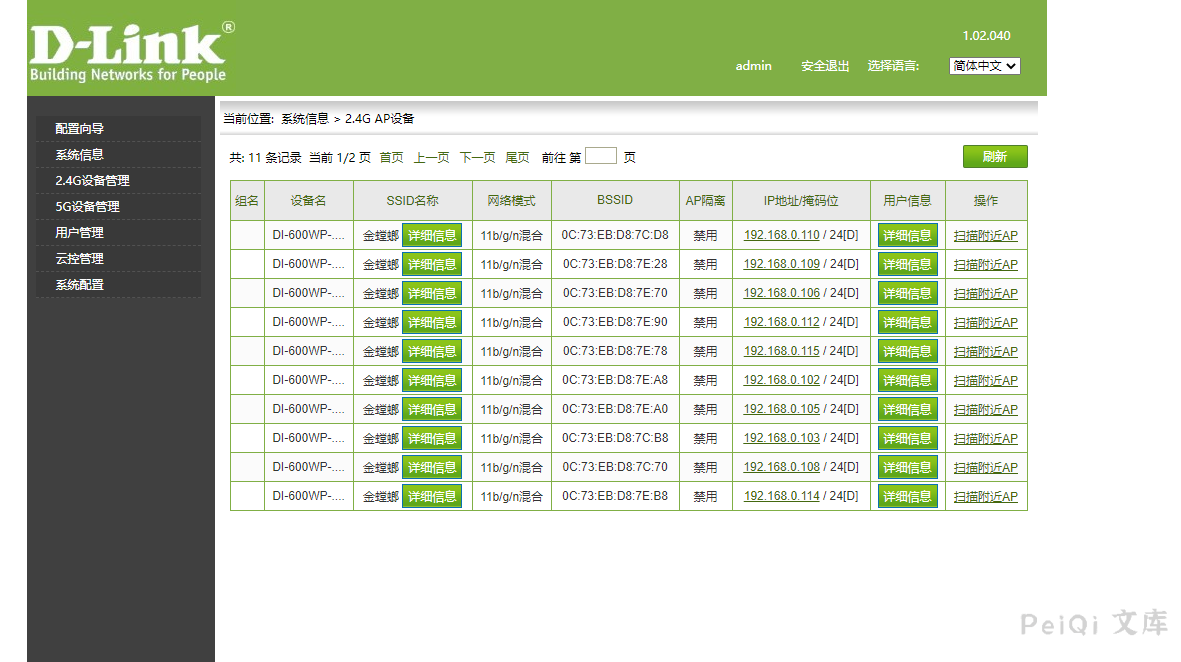 D-Link®
Building Networks for People
1.02.040
admin 安全退出 选择语言: 简体中文
配置向导
系统信息
2.4G设备管理
5G设备管理
用户管理
云控管理
系统配置
当前位置: 系统信息 > 2.4G AP设备
共: 11 条记录 当前 1/2 页 首页 上一页 下一页 尾页 前往 第 页 刷新
组名 设备名 SSID名称 网络模式 BSSID AP隔离 IP地址/掩码位 用户信息 操作
DI-600WP-.... 金螳螂 详细信息 11b/g/n混合 0C:73:EB:D8:7C:D8 禁用 192.168.0.110 / 24[D] 详细信息 扫描附近AP
DI-600WP-.... 金螳螂 详细信息 11b/g/n混合 0C:73:EB:D8:7E:28 禁用 192.168.0.109 / 24[D] 详细信息 扫描附近AP
DI-600WP-.... 金螳螂 详细信息 11b/g/n混合 0C:73:EB:D8:7E:70 禁用 192.168.0.106 / 24[D] 详细信息 扫描附近AP
DI-600WP-.... 金螳螂 详细信息 11b/g/n混合 0C:73:EB:D8:7E:90 禁用 192.168.0.112 / 24[D] 详细信息 扫描附近AP
DI-600WP-.... 金螳螂 详细信息 11b/g/n混合 0C:73:EB:D8:7E:78 禁用 192.168.0.115 / 24[D] 详细信息 扫描附近AP
DI-600WP-.... 金螳螂 详细信息 11b/g/n混合 0C:73:EB:D8:7E:A8 禁用 192.168.0.102 / 24[D] 详细信息 扫描附近AP
DI-600WP-.... 金螳螂 详细信息 11b/g/n混合 0C:73:EB:D8:7E:A0 禁用 192.168.0.105 / 24[D] 详细信息 扫描附近AP
DI-600WP-.... 金螳螂 详细信息 11b/g/n混合 0C:73:EB:D8:7C:B8 禁用 192.168.0.103 / 24[D] 详细信息 扫描附近AP
DI-600WP-.... 金螳螂 详细信息 11b/g/n混合 0C:73:EB:D8:7C:70 禁用 192.168.0.108 / 24[D] 详细信息 扫描附近AP
DI-600WP-.... 金螳螂 详细信息 11b/g/n混合 0C:73:EB:D8:7E:B8 禁用 192.168.0.114 / 24[D] 详细信息 扫描附近AP
PeiQi 文库